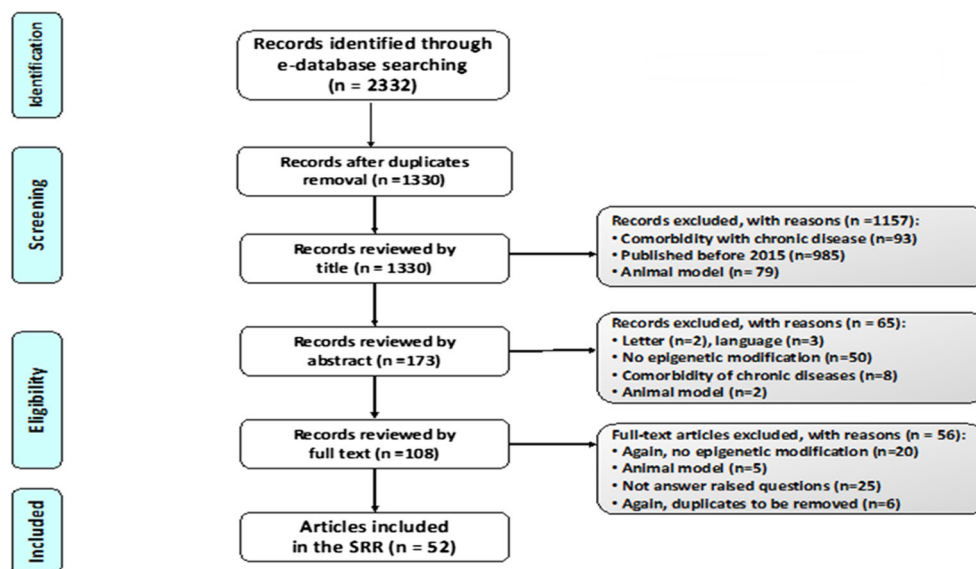 Identification
Records identified through
e-database searching
(n = 2332)
Screening
Records after duplicates
removal (n =1330)
Records reviewed by
title (n = 1330)
Records excluded, with reasons (n =1157):
• Comorbidity with chronic disease (n=93)
• Published before 2015 (n=985)
• Animal model (n= 79)
Eligibility
Records reviewed by
abstract (n =173)
Records excluded, with reasons (n = 65):
• Letter (n=2), language (n=3)
• No epigenetic modification (n=50)
• Comorbidity of chronic diseases (n=8)
• Animal model (n=2)
Records reviewed by
full text (n =108)
Full-text articles excluded, with reasons (n = 56):
• Again, no epigenetic modification (n=20)
• Animal model (n=5)
• Not answer raised questions (n=25)
• Again, duplicates to be removed (n=6)
Included
Articles included
in the SRR (n = 52)